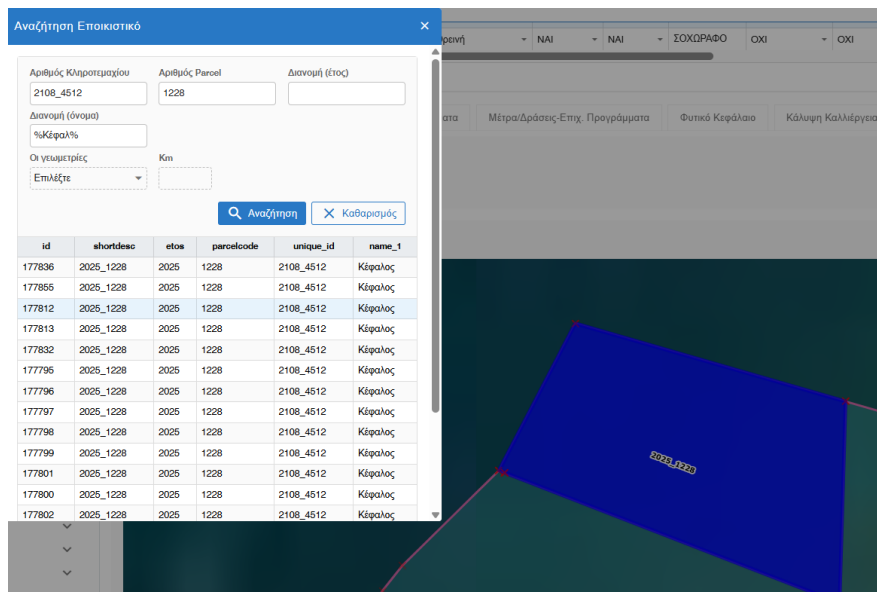 Αναζήτηση Εποικιστικό ×
ΝΑΙ ΝΑΙ ΣΟΧΩΡΑΦΟ ΟΧΙ ΟΧΙ
Αριθμός Κληροτεμαχίου Αριθμός Parcel Διανομή (έτος)
2108_4512 1228
Διανομή (όνομα)
%Κέφαλ%
Μέτρα/Δράσεις-Επιχ. Προγράμματα Φυτικό Κεφάλαιο Κάλυψη Καλλιέργεια
Οι γεωμετρίες Km
Επιλέξτε
Αναζήτηση Καθαρισμός
id shortdesc etos parcelcode unique_id name_1
177836 2025_1228 2025 1228 2108_4512 Κέφαλος
177855 2025_1228 2025 1228 2108_4512 Κέφαλος
177812 2025_1228 2025 1228 2108_4512 Κέφαλος
177813 2025_1228 2025 1228 2108_4512 Κέφαλος
177832 2025_1228 2025 1228 2108_4512 Κέφαλος
177795 2025_1228 2025 1228 2108_4512 Κέφαλος
177796 2025_1228 2025 1228 2108_4512 Κέφαλος
177797 2025_1228 2025 1228 2108_4512 Κέφαλος
177798 2025_1228 2025 1228 2108_4512 Κέφαλος
177799 2025_1228 2025 1228 2108_4512 Κέφαλος
177801 2025_1228 2025 1228 2108_4512 Κέφαλος
177800 2025_1228 2025 1228 2108_4512 Κέφαλος
177802 2025_1228 2025 1228 2108_4512 Κέφαλος
2025_1228